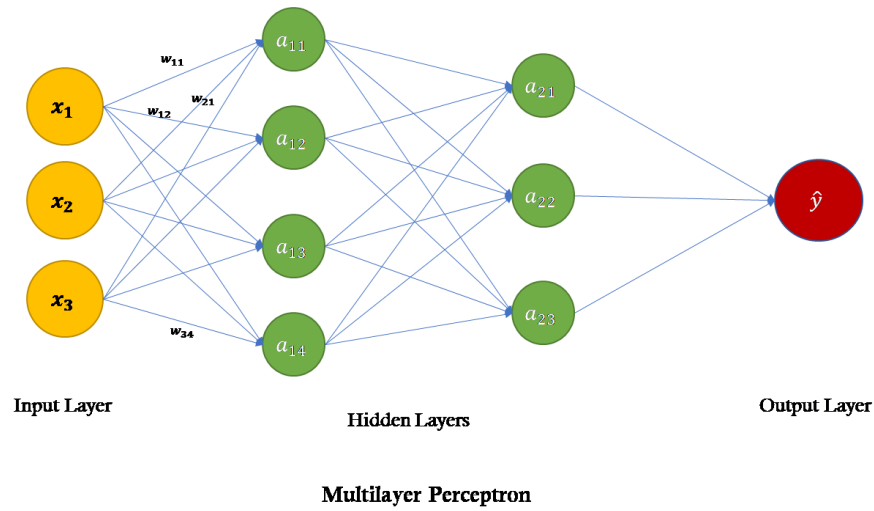 x₁
x₂
x₃
w₁₁
w₁₂
w₂₁
w₃₄
a₁₁
a₁₂
a₁₃
a₁₄
a₂₁
a₂₂
a₂₃
ŷ
Input Layer
Hidden Layers
Output Layer
Multilayer Perceptron